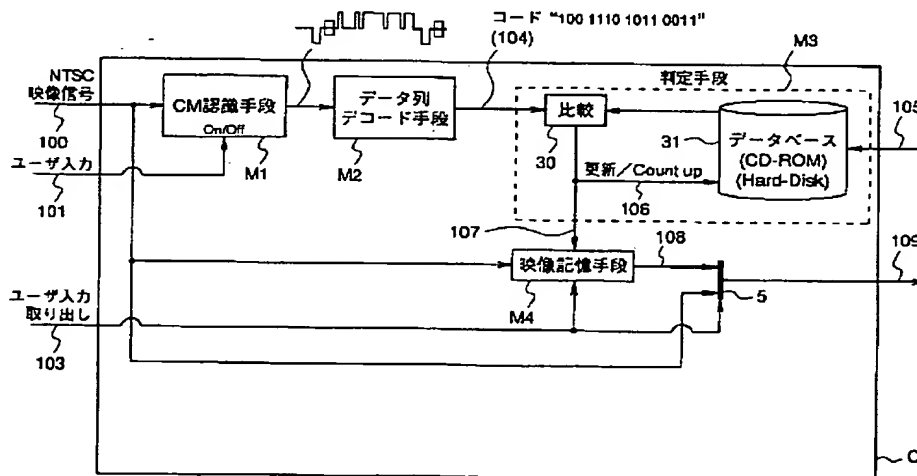 コード "100 1110 1011 0011"
(104)
M3
NTSC
映像信号
100
CM認識手段
On/Off
M1
データ列
デコード手段
M2
判定手段
比較
30
31
データベース
(CD-ROM)
(Hard-Disk)
105
ユーザ入力
101
更新／Count up
106
107
108
109
映像記憶手段
M4
5
ユーザ入力
取り出し
103